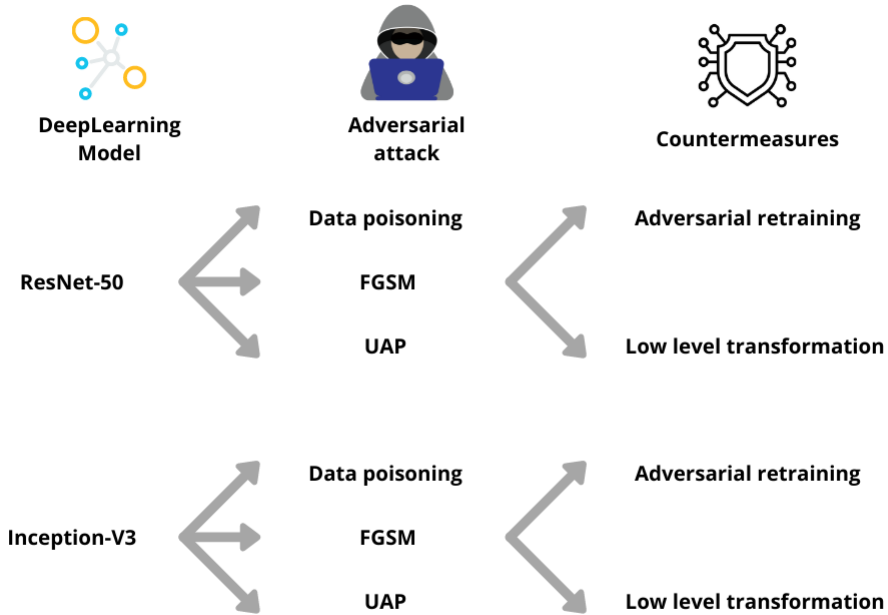 DeepLearning
Model
Adversarial
attack
Countermeasures
Data poisoning
Adversarial retraining
ResNet-50
FGSM
UAP
Low level transformation
Data poisoning
Adversarial retraining
Inception-V3
FGSM
UAP
Low level transformation